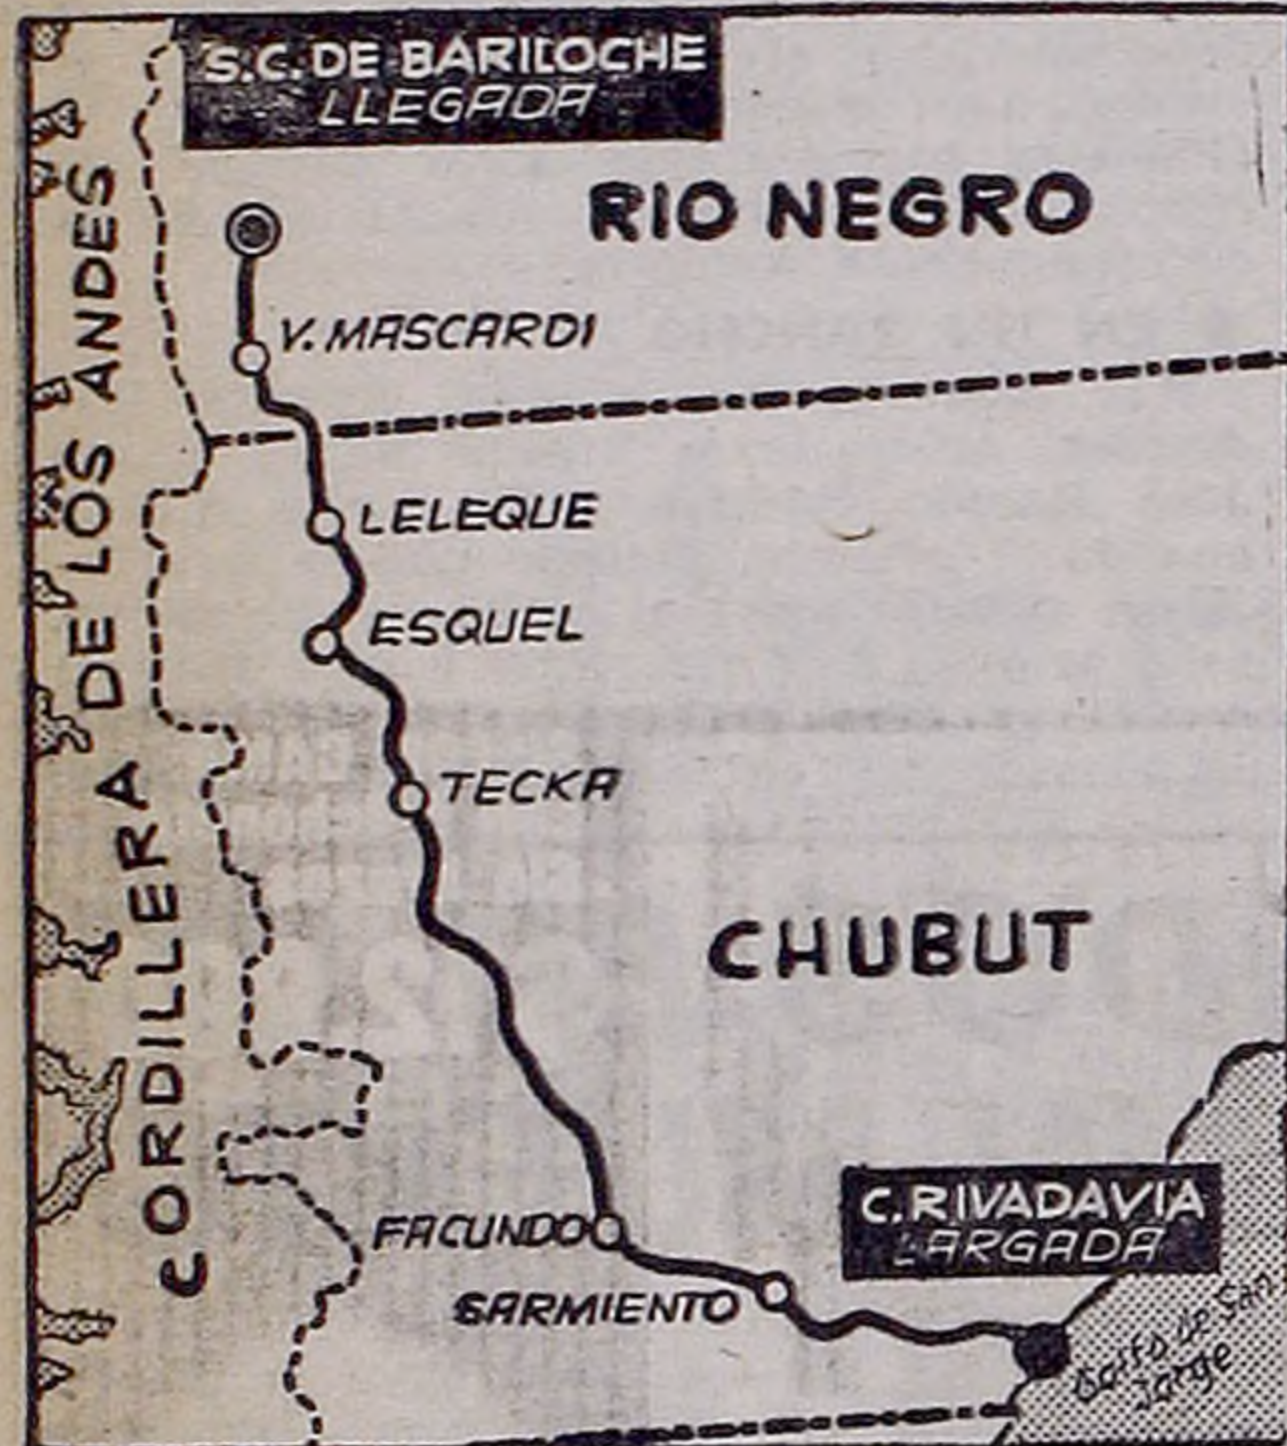 S.C. DE BARILOCHE
LLEGADA
RIO NEGRO
V. MASCARDI
LELEQUE
ESQUEL
TECKA
CHUBUT
CORDILLERA DE LOS ANDES
FACUNDO
SARMIENTO
C. RIVADAVIA
LARGADA
Golfo de San
Jorge